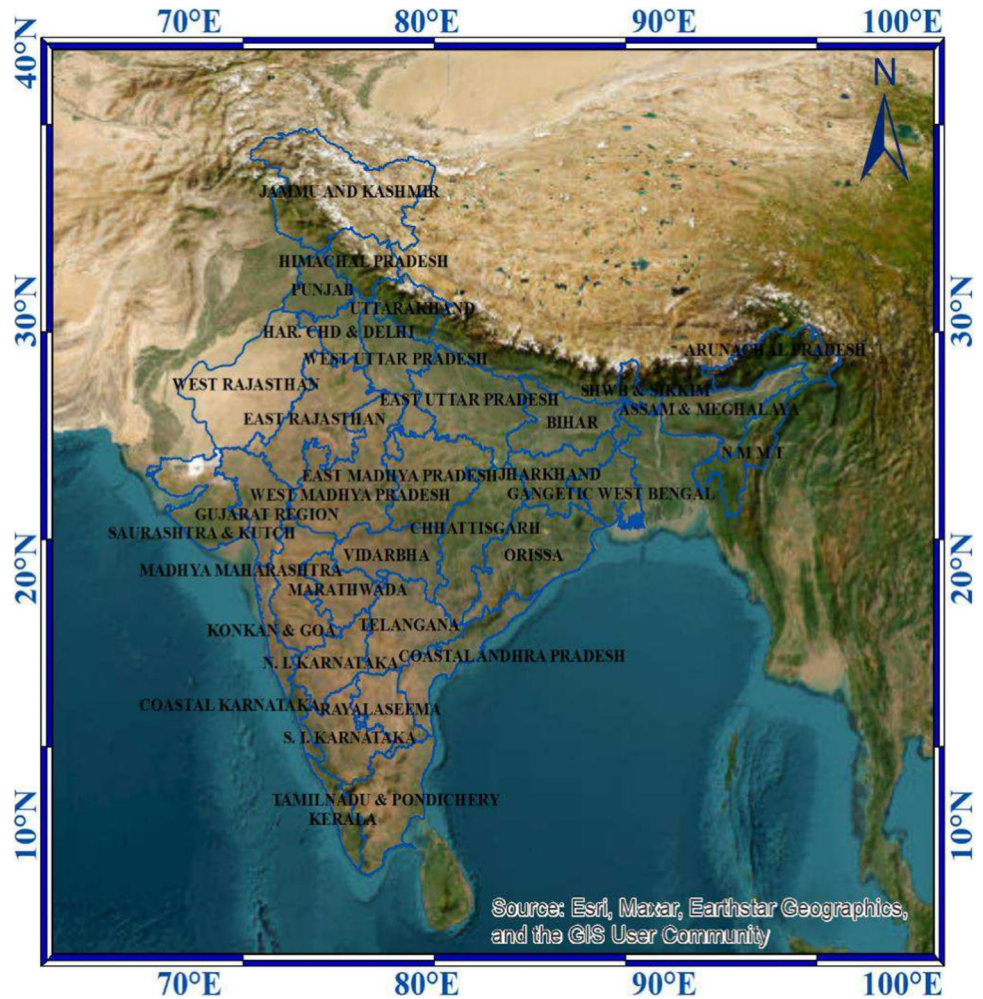 70°E 80°E 90°E 100°E
40°N
N
JAMMU AND KASHMIR
HIMACHAL PRADESH
PUNJAB
30°N
30°N
UTTARAKHAND
HAR. CHD & DELHI
ARUNACHAL PRADESH
WEST UTTAR PRADESH
WEST RAJASTHAN
SHWB & SIKKIM
EAST UTTAR PRADESH
ASSAM & MEGHALAYA
EAST RAJASTHAN
BIHAR
N M M T
EAST MADHYA PRADESH
JHARKHAND
WEST MADHYA PRADESH
GANGETIC WEST BENGAL
GUJARAT REGION
CHHATTISGARH
SAURASHTRA & KUTCH
VIDARBHA
ORISSA
20°N
20°N
MADHYA MAHARASHTRA
MARATHWADA
TELANGANA
KONKAN & GOA
COASTAL ANDHRA PRADESH
N. I. KARNATAKA
COASTAL KARNATAKA
RAYALASEEMA
S. I. KARNATAKA
TAMILNADU & PONDICHERY
KERALA
10°N
10°N
Source: Esri, Maxar, Earthstar Geographics,
and the GIS User Community
70°E 80°E 90°E 100°E